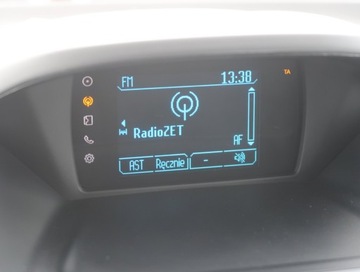 FM 13:38 TA
RadioZET
AF
AST Ręcznie -